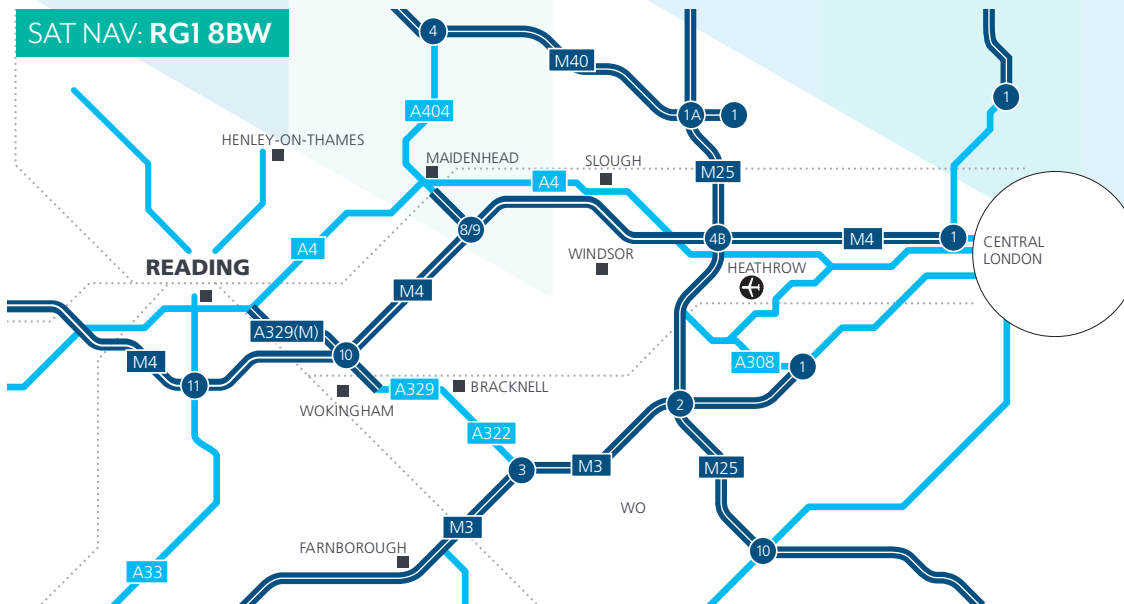 SAT NAV: RG1 8BW
4
M40
1
A404
1A
1
HENLEY-ON-THAMES
MAIDENHEAD
SLOUGH
M25
A4
8/9
4B
M4
1
A4
WINDSOR
CENTRAL
LONDON
READING
HEATHROW
M4
A329(M)
10
M4
11
A308
1
A329
BRACKNELL
WOKINGHAM
2
A322
3
M3
M25
WO
M3
FARNBOROUGH
10
A33